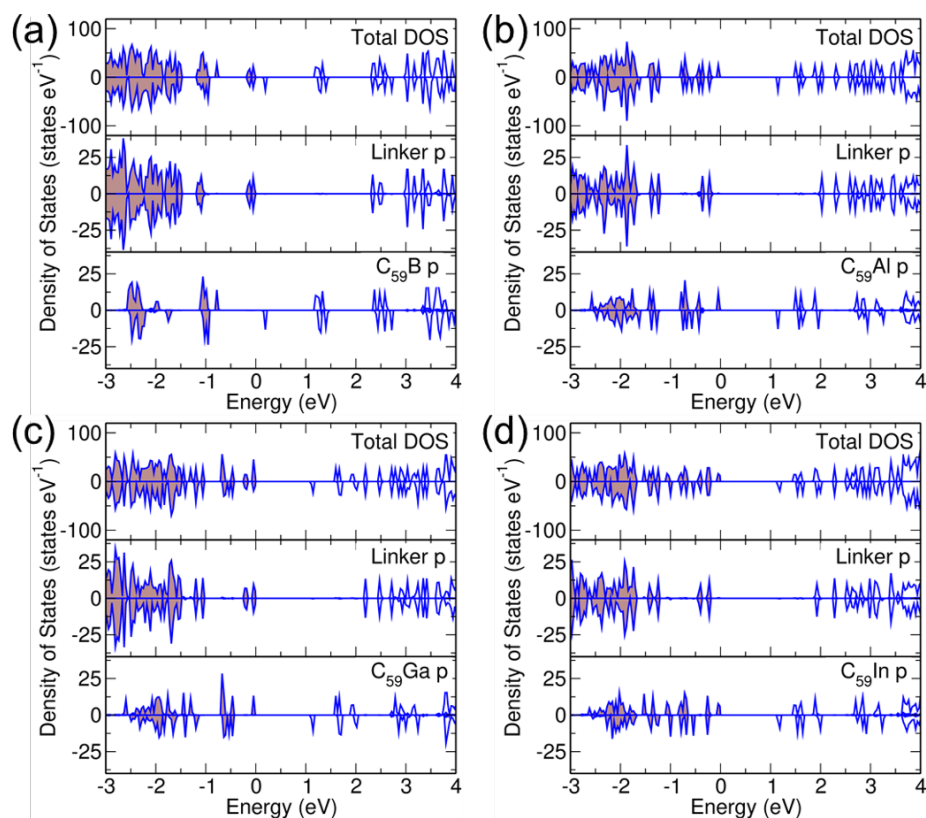 (a)
Total DOS
100
0
-100
Linker p
25
0
-25
C₅₉B p
25
0
-25
Density of States (states eV⁻¹)
-3 -2 -1 0 1 2 3 4
Energy (eV)
(b)
Total DOS
100
0
-100
Linker p
25
0
-25
C₅₉Al p
25
0
-25
Density of States (states eV⁻¹)
-3 -2 -1 0 1 2 3 4
Energy (eV)
(c)
Total DOS
100
0
-100
Linker p
25
0
-25
C₅₉Ga p
25
0
-25
Density of States (states eV⁻¹)
-3 -2 -1 0 1 2 3 4
Energy (eV)
(d)
Total DOS
100
0
-100
Linker p
25
0
-25
C₅₉In p
25
0
-25
Density of States (states eV⁻¹)
-3 -2 -1 0 1 2 3 4
Energy (eV)